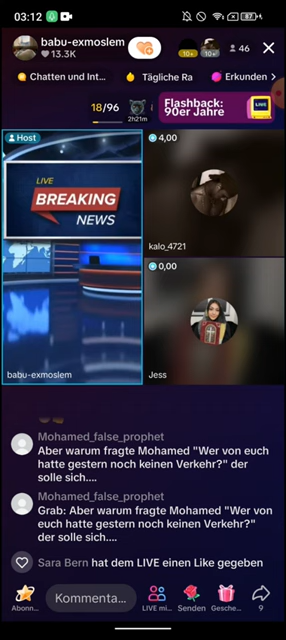 03:12
87
babu-exmoslem
13.3K
10+
10+
46
Chatten und Int...
Tägliche Ra
Erkunden
18/96
2h21m
Flashback:
90er Jahre
LIVE
Host
4,00
LIVE
BREAKING
NEWS
kalo_4721
0,00
babu-exmoslem
Jess
Mohamed_false_prophet
Aber warum fragte Mohamed "Wer von euch
hatte gestern noch keinen Verkehr?" der
solle sich....
Mohamed_false_prophet
Grab: Aber warum fragte Mohamed "Wer von
euch hatte gestern noch keinen Verkehr?"
der solle sich....
Sara Bern hat dem LIVE einen Like gegeben
Kommenta...
Abonn...
LIVE mi...
Senden
Gesche...
9